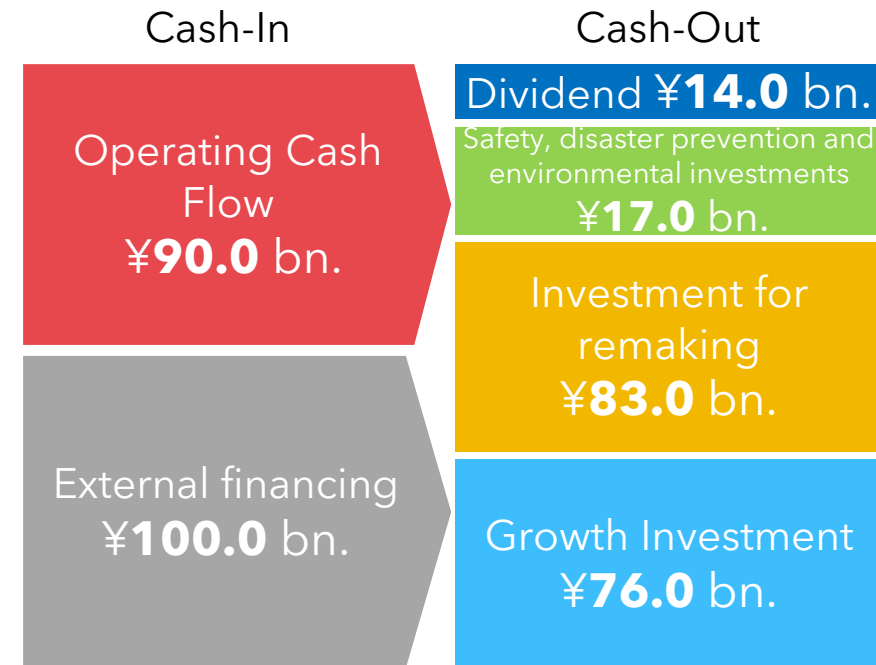 Cash-In
Cash-Out
Operating Cash
Flow
¥90.0 bn.
External financing
¥100.0 bn.
Dividend ¥14.0 bn.
Safety, disaster prevention and
environmental investments
¥17.0 bn.
Investment for
remaking
¥83.0 bn.
Growth Investment
¥76.0 bn.